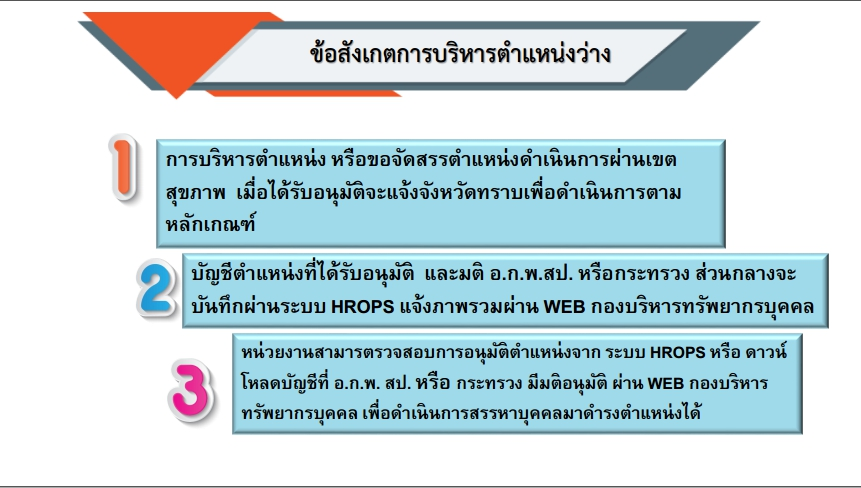 ข้อสังเกตการบริหารตำแหน่งว่าง
1
การบริหารตำแหน่ง หรือขอจัดสรรตำแหน่งดำเนินการผ่านเขต
สุขภาพ เมื่อได้รับอนุมัติจะแจ้งจังหวัดทราบเพื่อดำเนินการตาม
หลักเกณฑ์
2
บัญชีตำแหน่งที่ได้รับอนุมัติ และมติ อ.ก.พ.สป. หรือกระทรวง ส่วนกลางจะ
บันทึกผ่านระบบ HROPS แจ้งภาพรวมผ่าน WEB กองบริหารทรัพยากรบุคคล
3
หน่วยงานสามารตรวจสอบการอนุมัติตำแหน่งจาก ระบบ HROPS หรือ ดาวน์
โหลดบัญชีที่ อ.ก.พ. สป. หรือ กระทรวง มีมติอนุมัติ ผ่าน WEB กองบริหาร
ทรัพยากรบุคคล เพื่อดำเนินการสรรหาบุคคลมาดำรงตำแหน่งได้